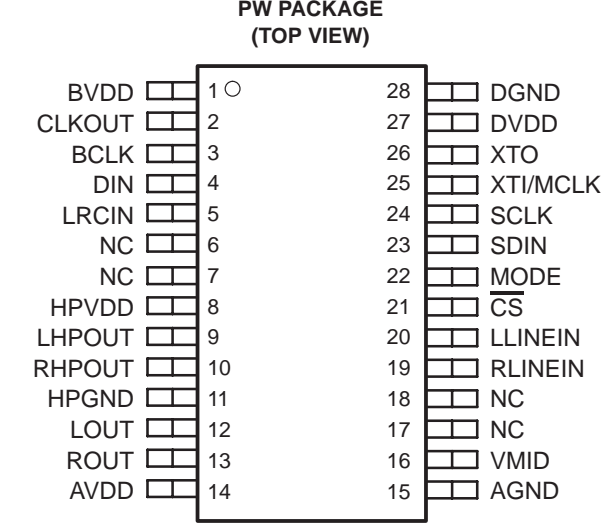 PW PACKAGE
(TOP VIEW)
BVDD 1 28 DGND
CLKOUT 2 27 DVDD
BCLK 3 26 XTO
DIN 4 25 XTI/MCLK
LRCIN 5 24 SCLK
NC 6 23 SDIN
NC 7 22 MODE
HPVDD 8 21 C̅S̅
LHPOUT 9 20 LLINEIN
RHPOUT 10 19 RLINEIN
HPGND 11 18 NC
LOUT 12 17 NC
ROUT 13 16 VMID
AVDD 14 15 AGND